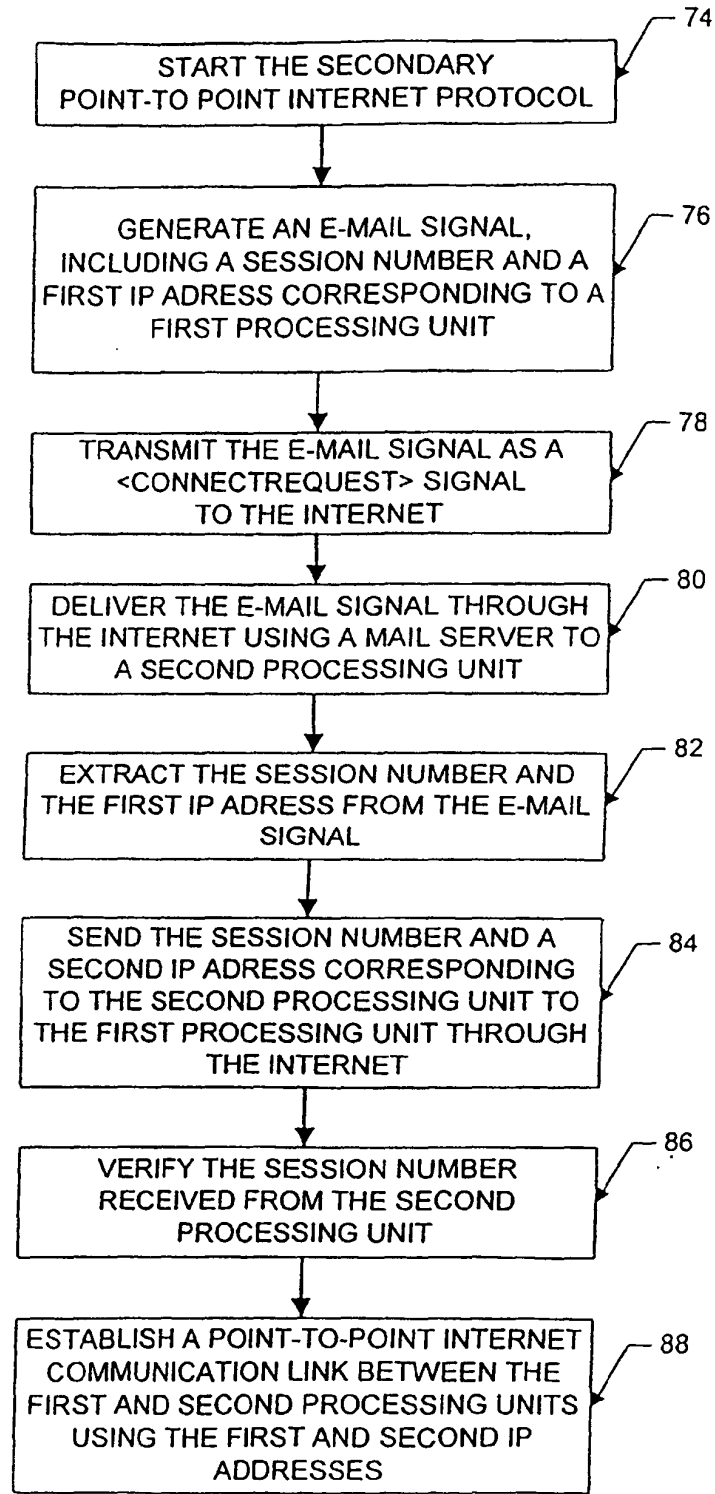 74
START THE SECONDARY
POINT-TO POINT INTERNET PROTOCOL
76
GENERATE AN E-MAIL SIGNAL,
INCLUDING A SESSION NUMBER AND A
FIRST IP ADRESS CORRESPONDING TO A
FIRST PROCESSING UNIT
78
TRANSMIT THE E-MAIL SIGNAL AS A
<CONNECTREQUEST> SIGNAL
TO THE INTERNET
80
DELIVER THE E-MAIL SIGNAL THROUGH
THE INTERNET USING A MAIL SERVER TO
A SECOND PROCESSING UNIT
82
EXTRACT THE SESSION NUMBER AND
THE FIRST IP ADRESS FROM THE E-MAIL
SIGNAL
84
SEND THE SESSION NUMBER AND A
SECOND IP ADRESS CORRESPONDING
TO THE SECOND PROCESSING UNIT TO
THE FIRST PROCESSING UNIT THROUGH
THE INTERNET
86
VERIFY THE SESSION NUMBER
RECEIVED FROM THE SECOND
PROCESSING UNIT
88
ESTABLISH A POINT-TO-POINT INTERNET
COMMUNICATION LINK BETWEEN THE
FIRST AND SECOND PROCESSING UNITS
USING THE FIRST AND SECOND IP
ADDRESSES